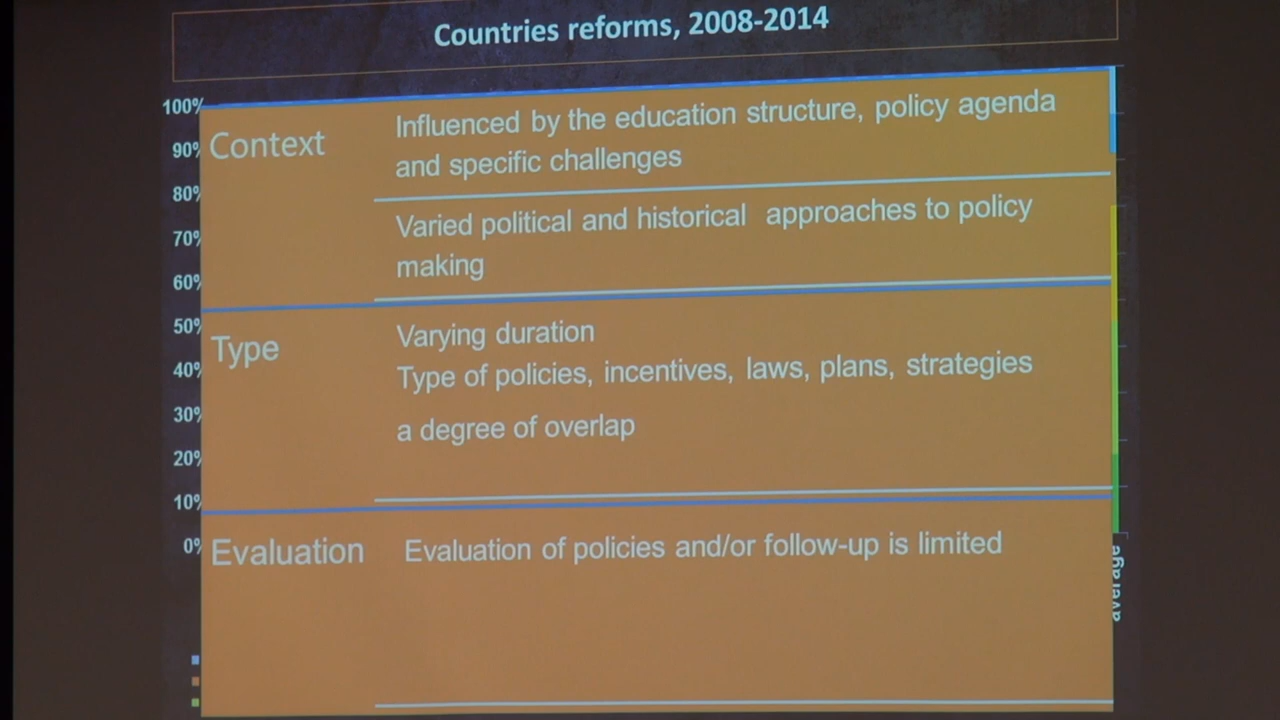 Countries reforms, 2008-2014
100%
90%
80%
70%
60%
50%
40%
30%
20%
10%
0%
Context
Influenced by the education structure, policy agenda
and specific challenges
Varied political and historical approaches to policy
making
Type
Varying duration
Type of policies, incentives, laws, plans, strategies
a degree of overlap
Evaluation
Evaluation of policies and/or follow-up is limited
average